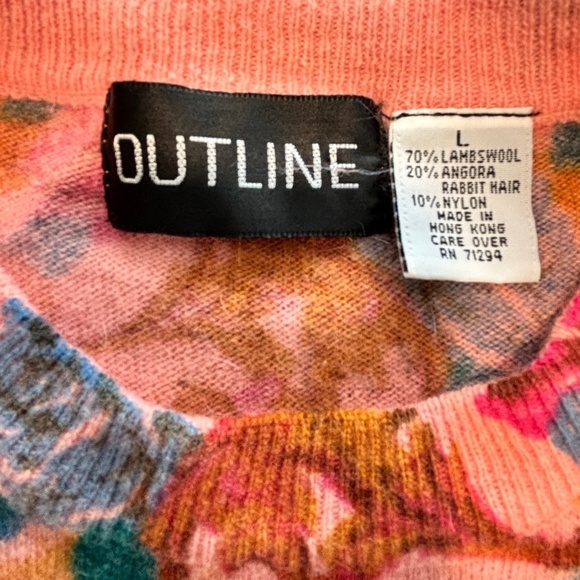 OUTLINE
L
70% LAMBSWOOL
20% ANGORA
RABBIT HAIR
10% NYLON
MADE IN
HONG KONG
CARE OVER
RN 71294